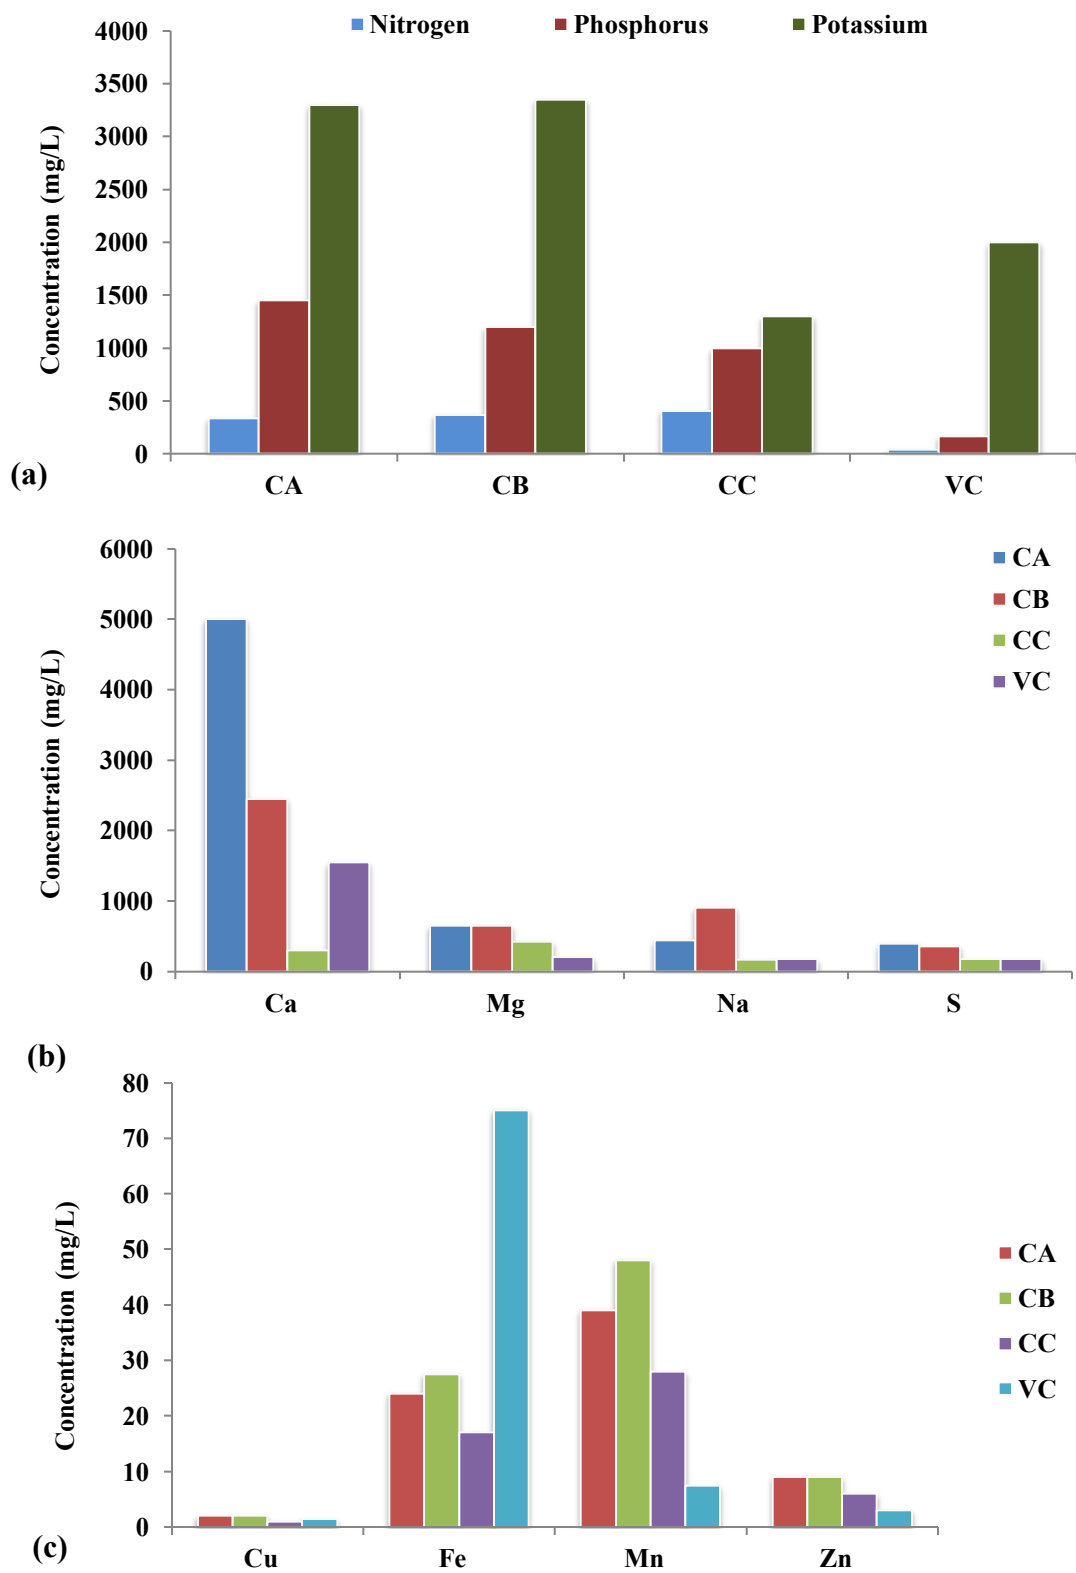 Nitrogen Phosphorus Potassium
4000
3500
3000
2500
2000
1500
1000
500
0
Concentration (mg/L)
CA CB CC VC
(a)
6000
5000
4000
3000
2000
1000
0
Concentration (mg/L)
CA
CB
CC
VC
Ca Mg Na S
(b)
80
70
60
50
40
30
20
10
0
Concentration (mg/L)
CA
CB
CC
VC
Cu Fe Mn Zn
(c)